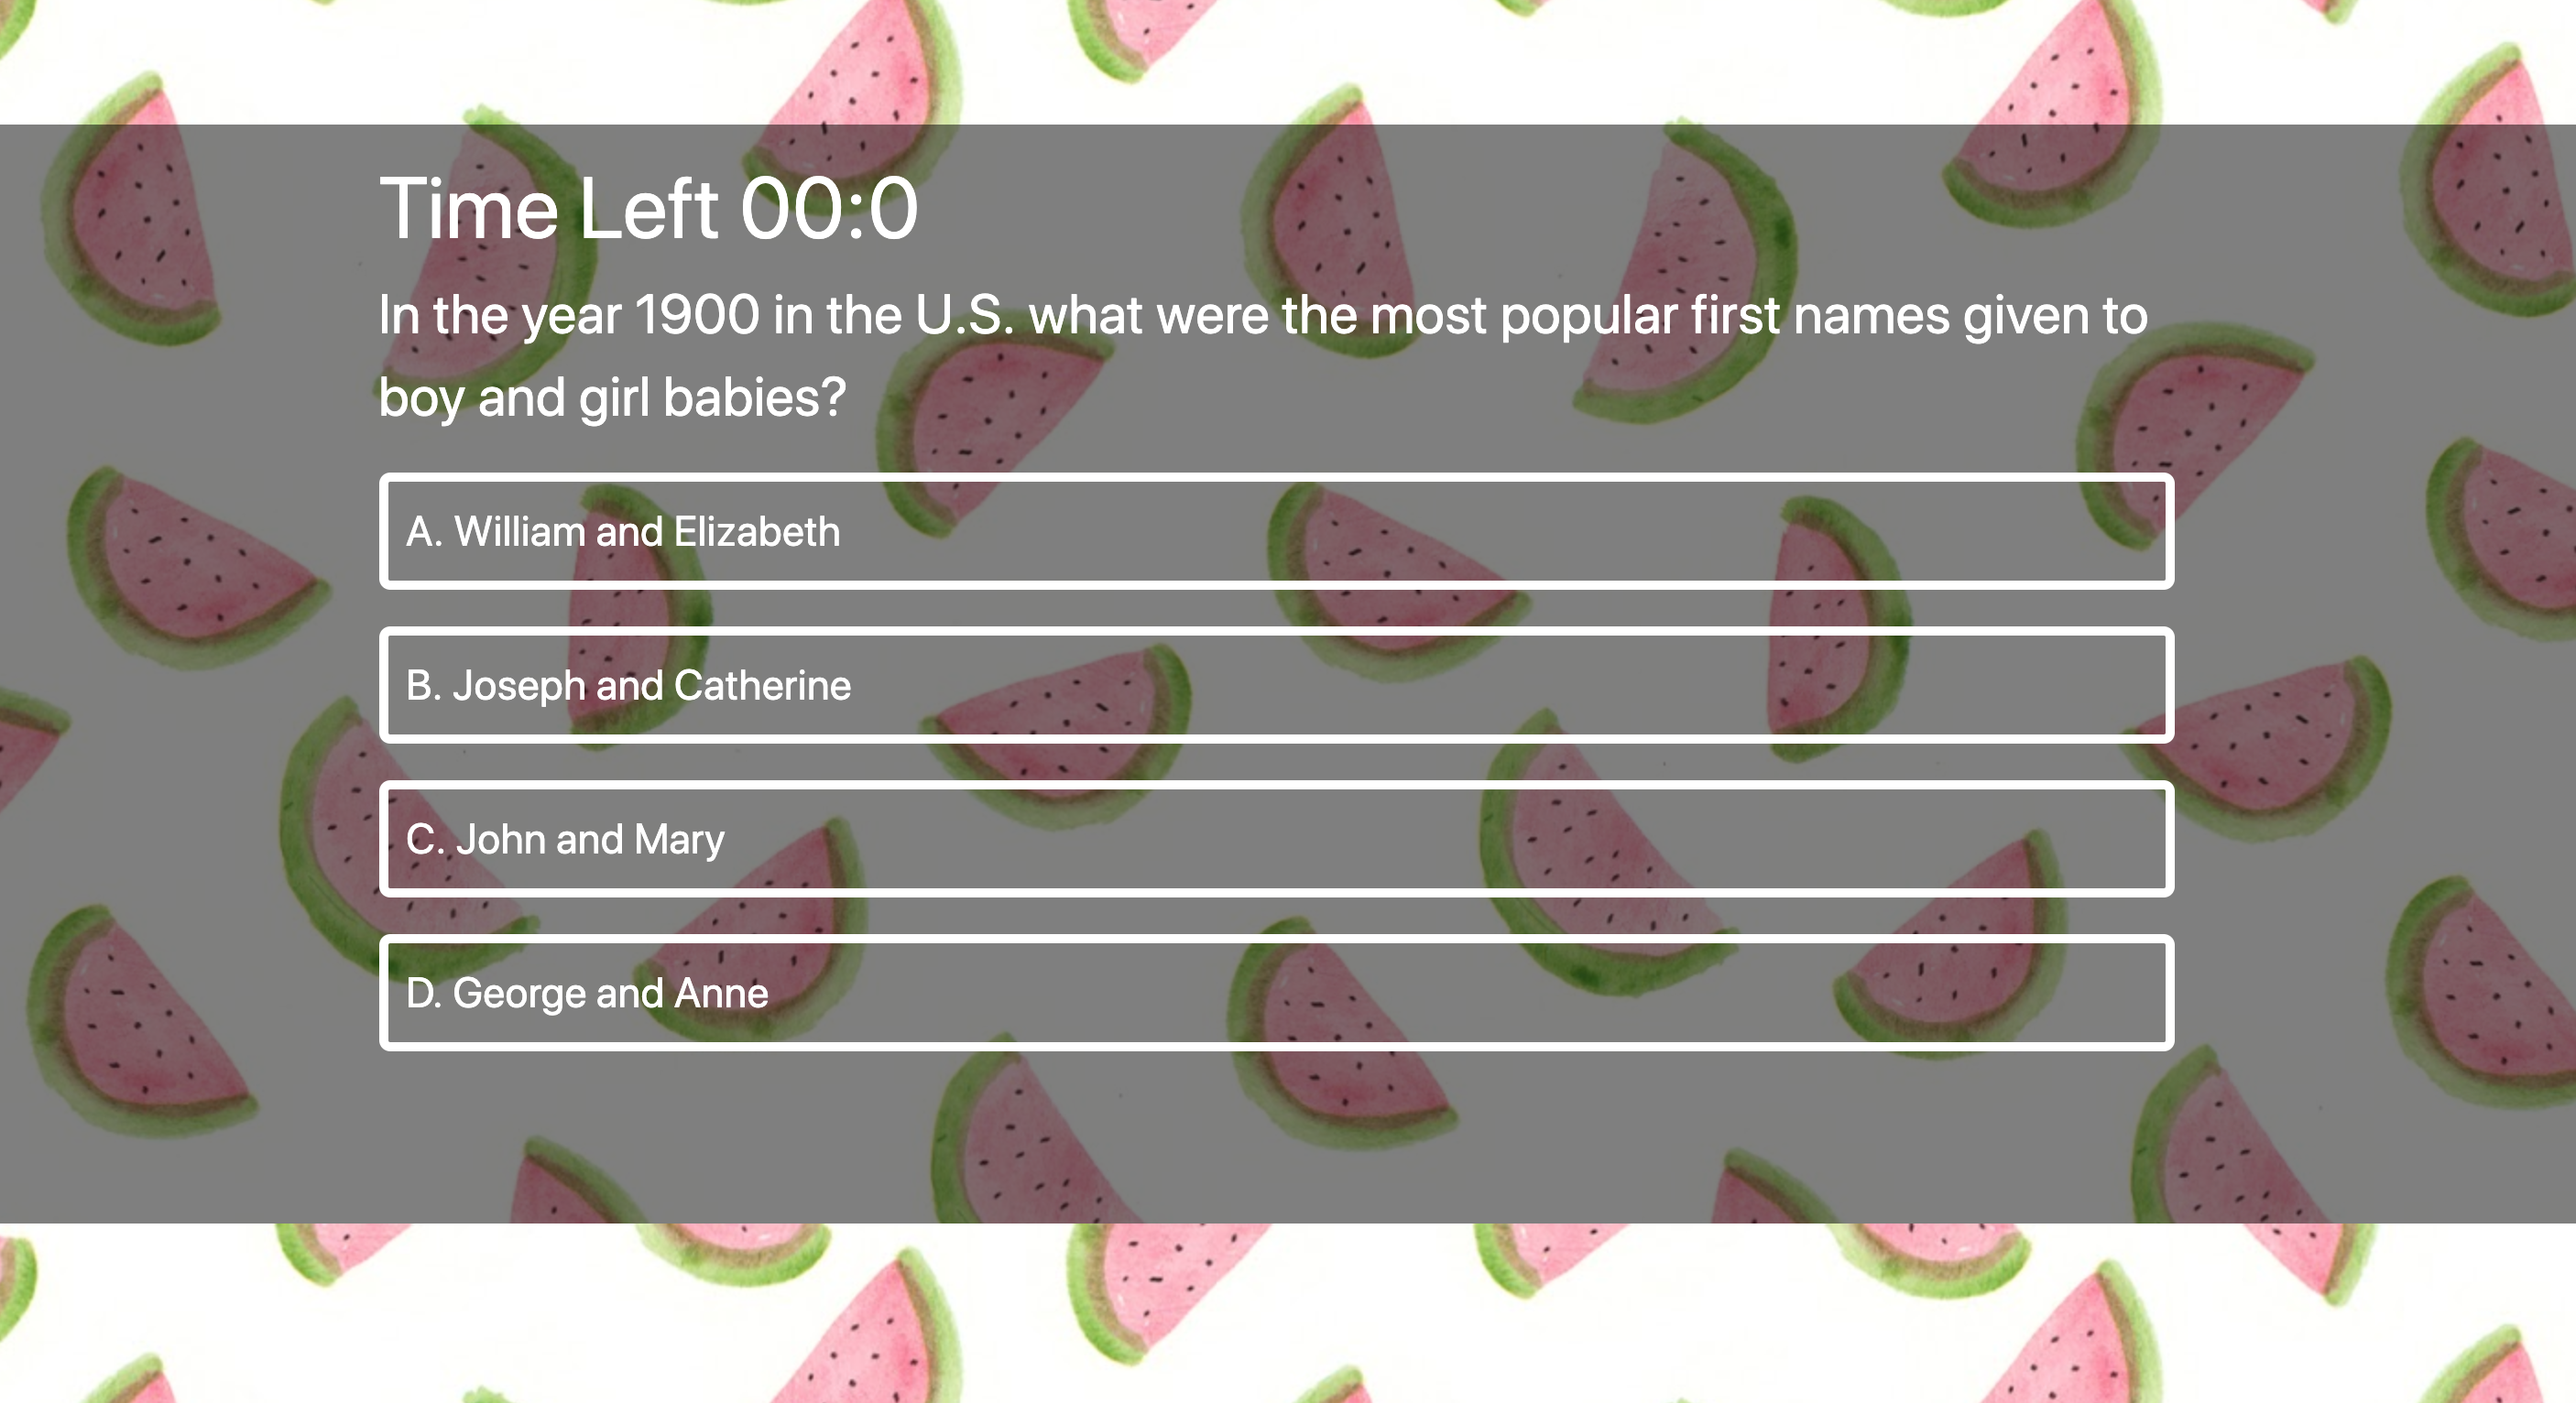 Time Left 00:0
In the year 1900 in the U.S. what were the most popular first names given to
boy and girl babies?
A. William and Elizabeth
B. Joseph and Catherine
C. John and Mary
D. George and Anne